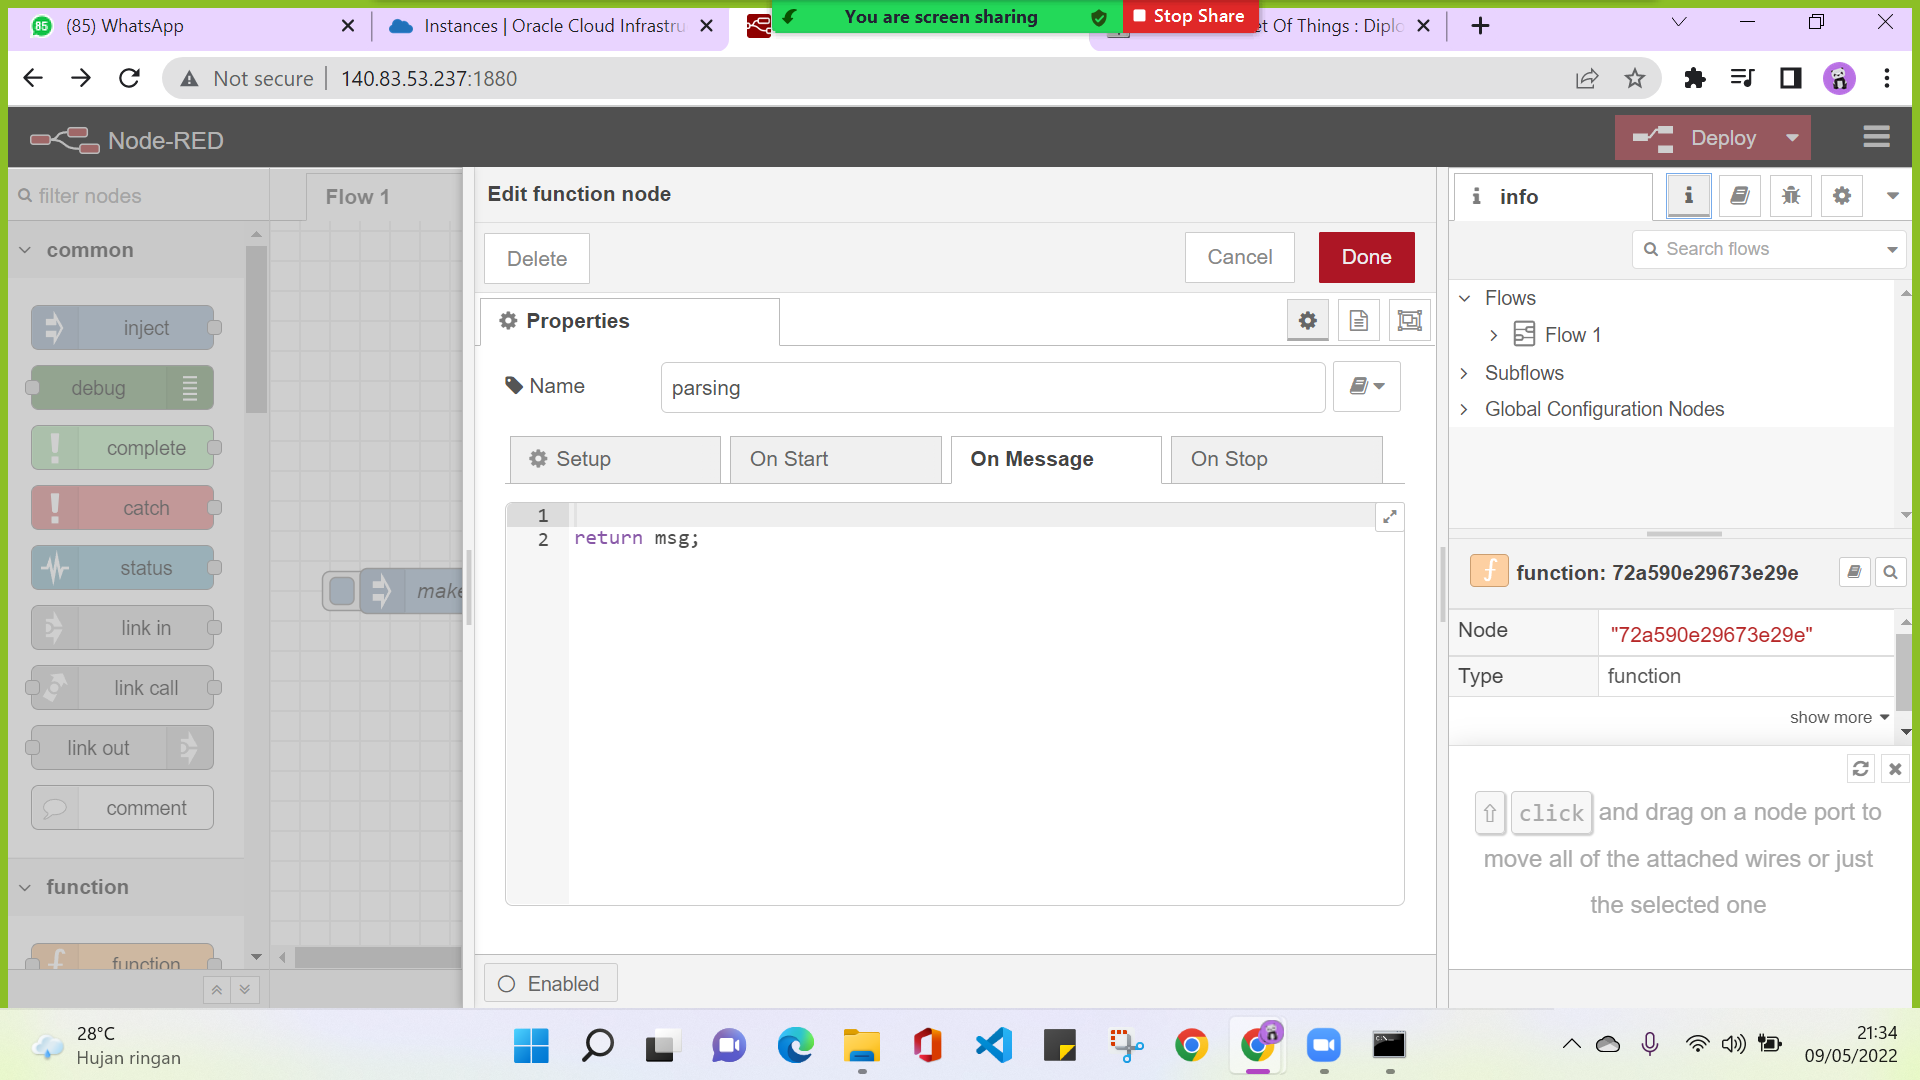 (85) WhatsApp
Instances | Oracle Cloud Infrastru
You are screen sharing
Stop Share
et Of Things : Diplo
Not secure
140.83.53.237:1880
Node-RED
Deploy
filter nodes
Flow 1
Edit function node
info
common
Delete
Cancel
Done
Search flows
inject
debug
complete
catch
status
link in
link call
link out
comment
function
function
make
Properties
Name
parsing
Setup
On Start
On Message
On Stop
1
2 return msg;
Enabled
Flows
Flow 1
Subflows
Global Configuration Nodes
function: 72a590e29673e29e
Node "72a590e29673e29e"
Type function
show more
click and drag on a node port to
move all of the attached wires or just
the selected one
28°C
Hujan ringan
21:34
09/05/2022